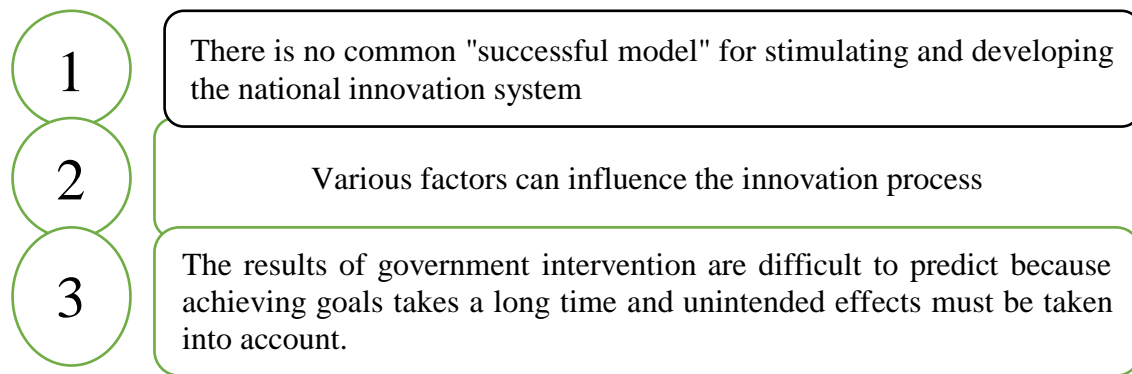 1
There is no common "successful model" for stimulating and developing
the national innovation system
2
Various factors can influence the innovation process
3
The results of government intervention are difficult to predict because
achieving goals takes a long time and unintended effects must be taken
into account.